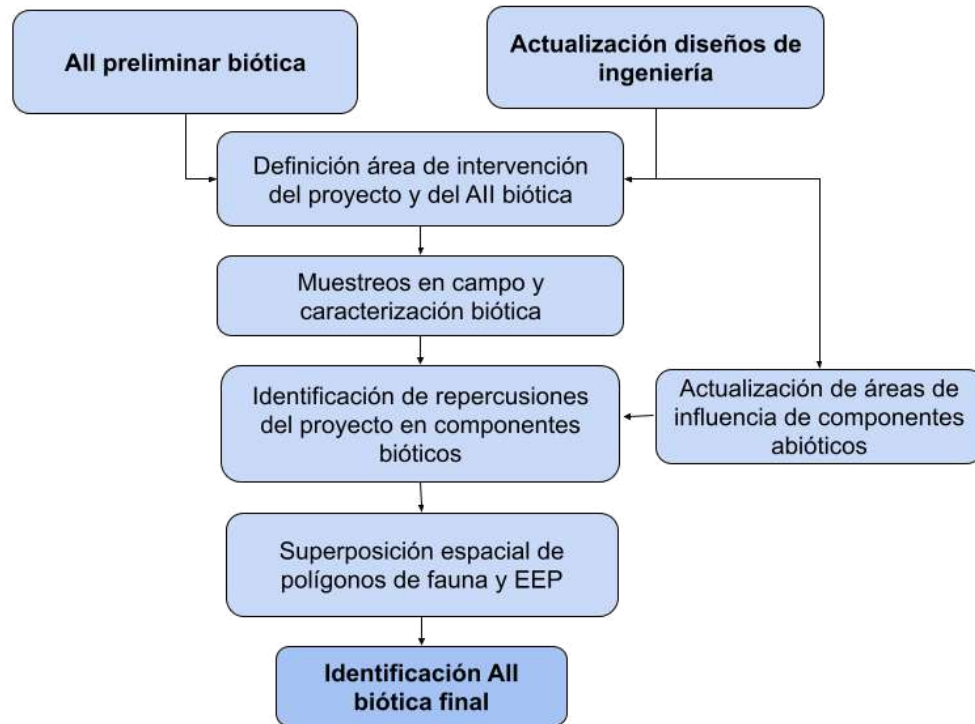 AII preliminar biótica
Actualización diseños de
ingeniería
Definición área de intervención
del proyecto y del AII biótica
Muestreos en campo y
caracterización biótica
Identificación de repercusiones
del proyecto en componentes
bióticos
Actualización de áreas de
influencia de componentes
abióticos
Superposición espacial de
polígonos de fauna y EEP
Identificación AII
biótica final